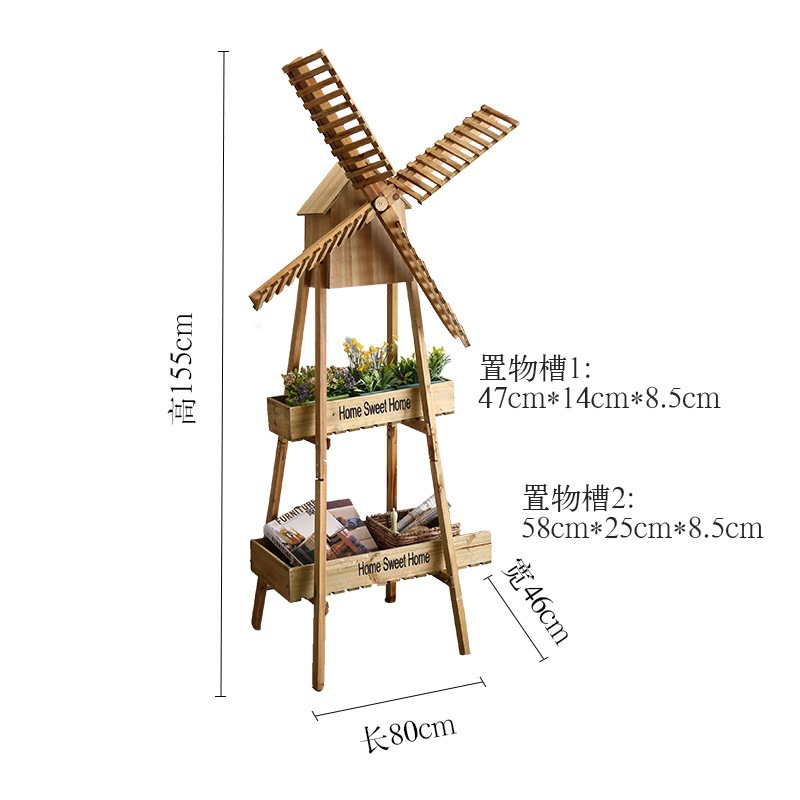 高155cm
置物槽1:
47cm*14cm*8.5cm
Home Sweet Home
置物槽2:
58cm*25cm*8.5cm
FURNITURE
Home Sweet Home
宽46cm
长80cm